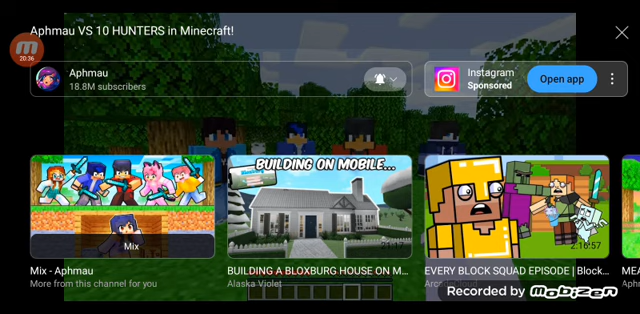 Aphmau VS 10 HUNTERS in Minecraft!
20:36
Aphmau
18.8M subscribers
Instagram
Sponsored
Open app
BUILDING ON MOBILE...
Mix
2:16:57
Mix - Aphmau
More from this channel for you
BUILDING A BLOXBURG HOUSE ON M...
Alaska Violet
EVERY BLOCK SQUAD EPISODE | Block...
MEA
Aphm
Recorded by
MOBIZEN